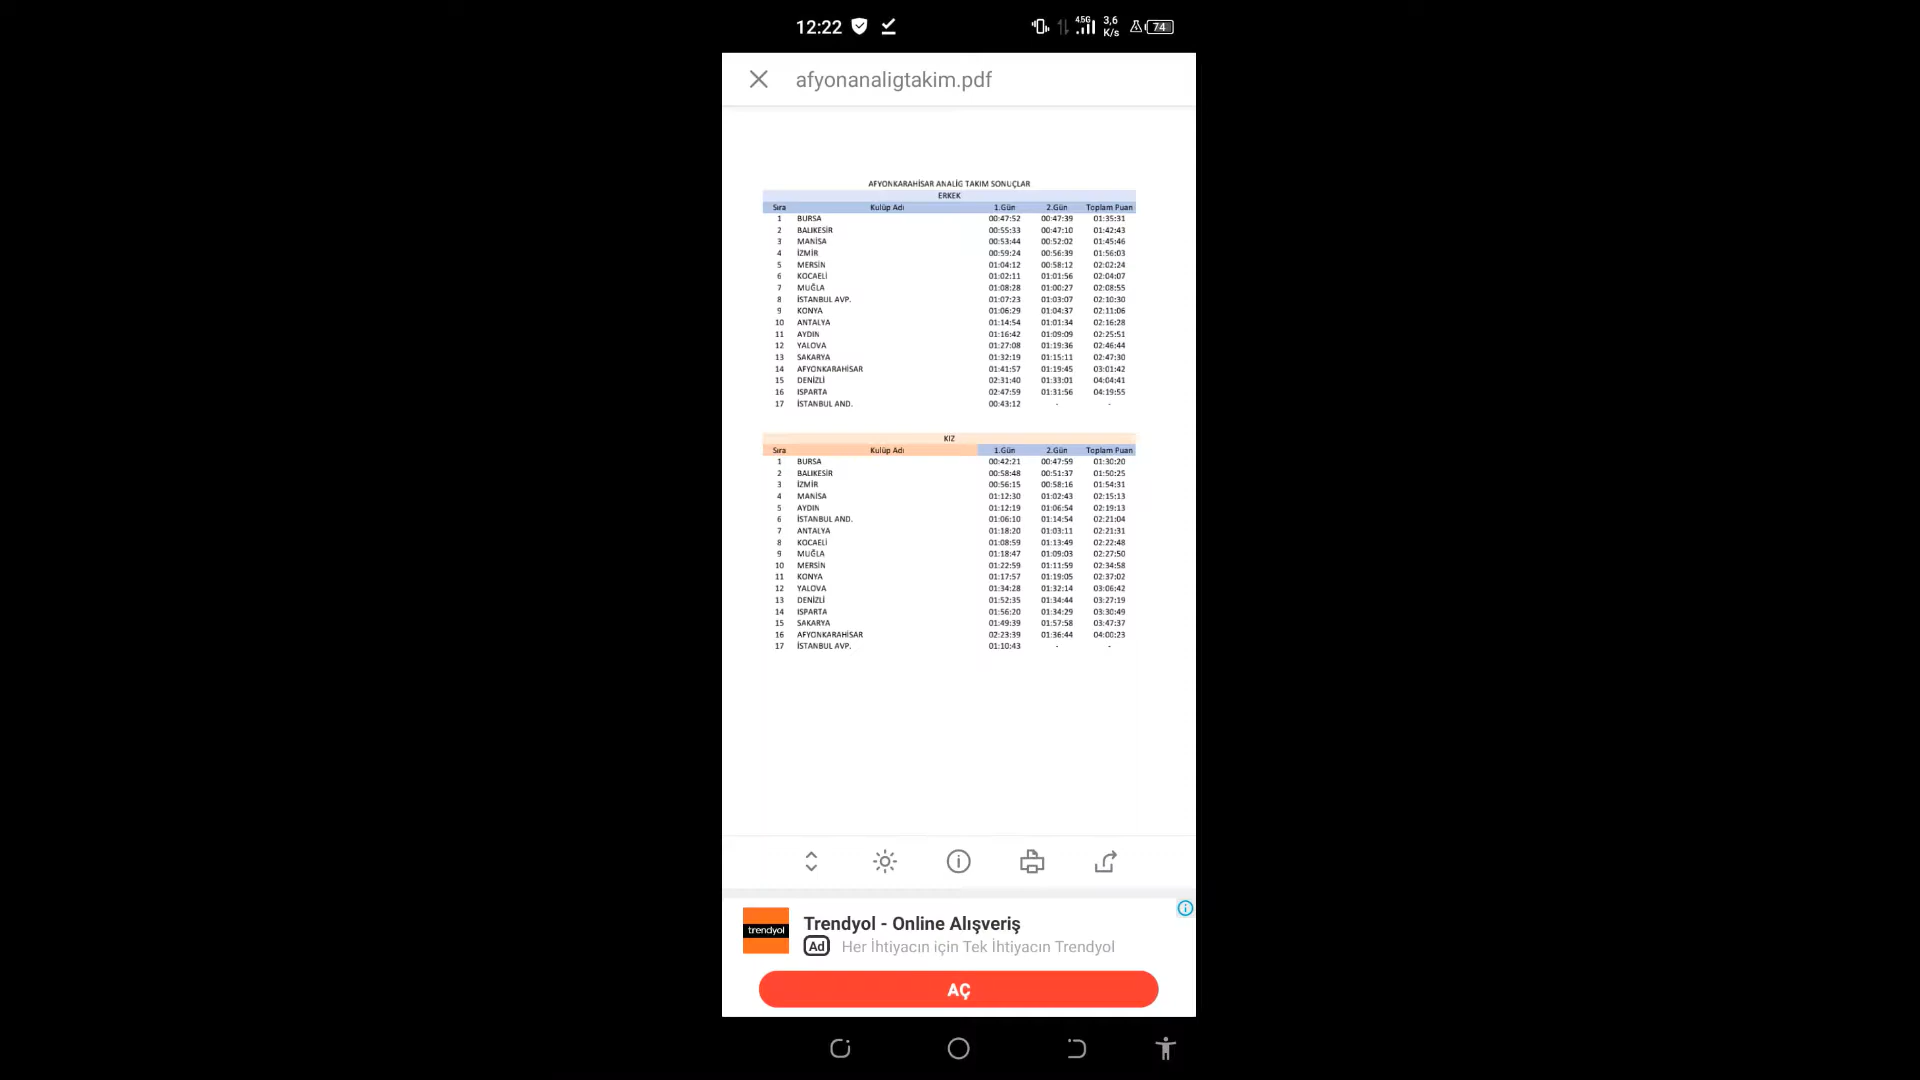 12:22 4.5G 3,6 K/s 74
afyonanaligtakim.pdf
AFYONKARAHİSAR ANALİG TAKIM SONUÇLAR
ERKEK
Sıra Kulüp Adı 1.Gün 2.Gün Toplam Puan
1 BURSA 00:47:52 00:47:39 01:35:31
2 BALIKESİR 00:55:33 00:47:10 01:42:43
3 MANİSA 00:53:44 00:52:02 01:45:46
4 İZMİR 00:59:24 00:56:39 01:56:03
5 MERSİN 01:04:12 00:58:12 02:02:24
6 KOCAELİ 01:02:11 01:01:56 02:04:07
7 MUĞLA 01:08:28 01:00:27 02:08:55
8 İSTANBUL AVP. 01:07:23 01:03:07 02:10:30
9 KONYA 01:06:29 01:04:37 02:11:06
10 ANTALYA 01:14:54 01:01:34 02:16:28
11 AYDIN 01:16:42 01:09:09 02:25:51
12 YALOVA 01:27:08 01:19:36 02:46:44
13 SAKARYA 01:32:19 01:15:11 02:47:30
14 AFYONKARAHİSAR 01:41:57 01:19:45 03:01:42
15 DENİZLİ 02:31:40 01:33:01 04:04:41
16 ISPARTA 02:47:59 01:31:56 04:19:55
17 İSTANBUL AND. 00:43:12 - -
KIZ
Sıra Kulüp Adı 1.Gün 2.Gün Toplam Puan
1 BURSA 00:42:21 00:47:59 01:30:20
2 BALIKESİR 00:58:48 00:51:37 01:50:25
3 İZMİR 00:56:15 00:58:16 01:54:31
4 MANİSA 01:12:30 01:02:43 02:15:13
5 AYDIN 01:12:19 01:06:54 02:19:13
6 İSTANBUL AND. 01:06:10 01:14:54 02:21:04
7 ANTALYA 01:18:20 01:03:11 02:21:31
8 KOCAELİ 01:08:59 01:13:49 02:22:48
9 MUĞLA 01:18:47 01:09:03 02:27:50
10 MERSİN 01:22:59 01:11:59 02:34:58
11 KONYA 01:17:57 01:19:05 02:37:02
12 YALOVA 01:34:28 01:32:14 03:06:42
13 DENİZLİ 01:52:35 01:34:44 03:27:19
14 ISPARTA 01:56:20 01:34:29 03:30:49
15 SAKARYA 01:49:39 01:57:58 03:47:37
16 AFYONKARAHİSAR 02:23:39 01:36:44 04:00:23
17 İSTANBUL AVP. 01:10:43 - -
trendyol
Trendyol - Online Alışveriş
Ad Her İhtiyacın için Tek İhtiyacın Trendyol
AÇ